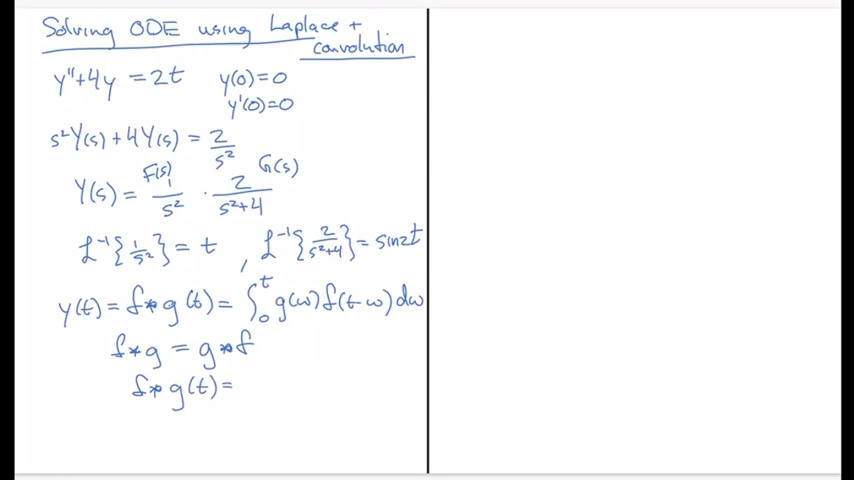 Solving ODE using Laplace +
convolution
y''+4y = 2t y(0)=0
y'(0)=0
s²Y(s)+4Y(s) = 2/s²
F(s) G(s)
Y(s) = 1/s² · 2/(s²+4)
ℒ⁻¹{1/s²} = t , ℒ⁻¹{2/(s²+4)} = sin2t
y(t) = f*g(t) = ∫₀ᵗ g(ω)f(t-ω)dω
f*g = g*f
f*g(t) =